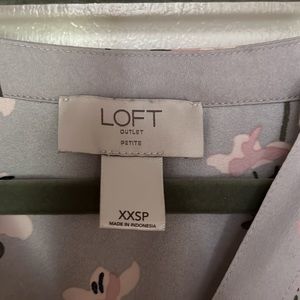 LOFT
OUTLET
PETITE
XXSP
MADE IN INDONESIA